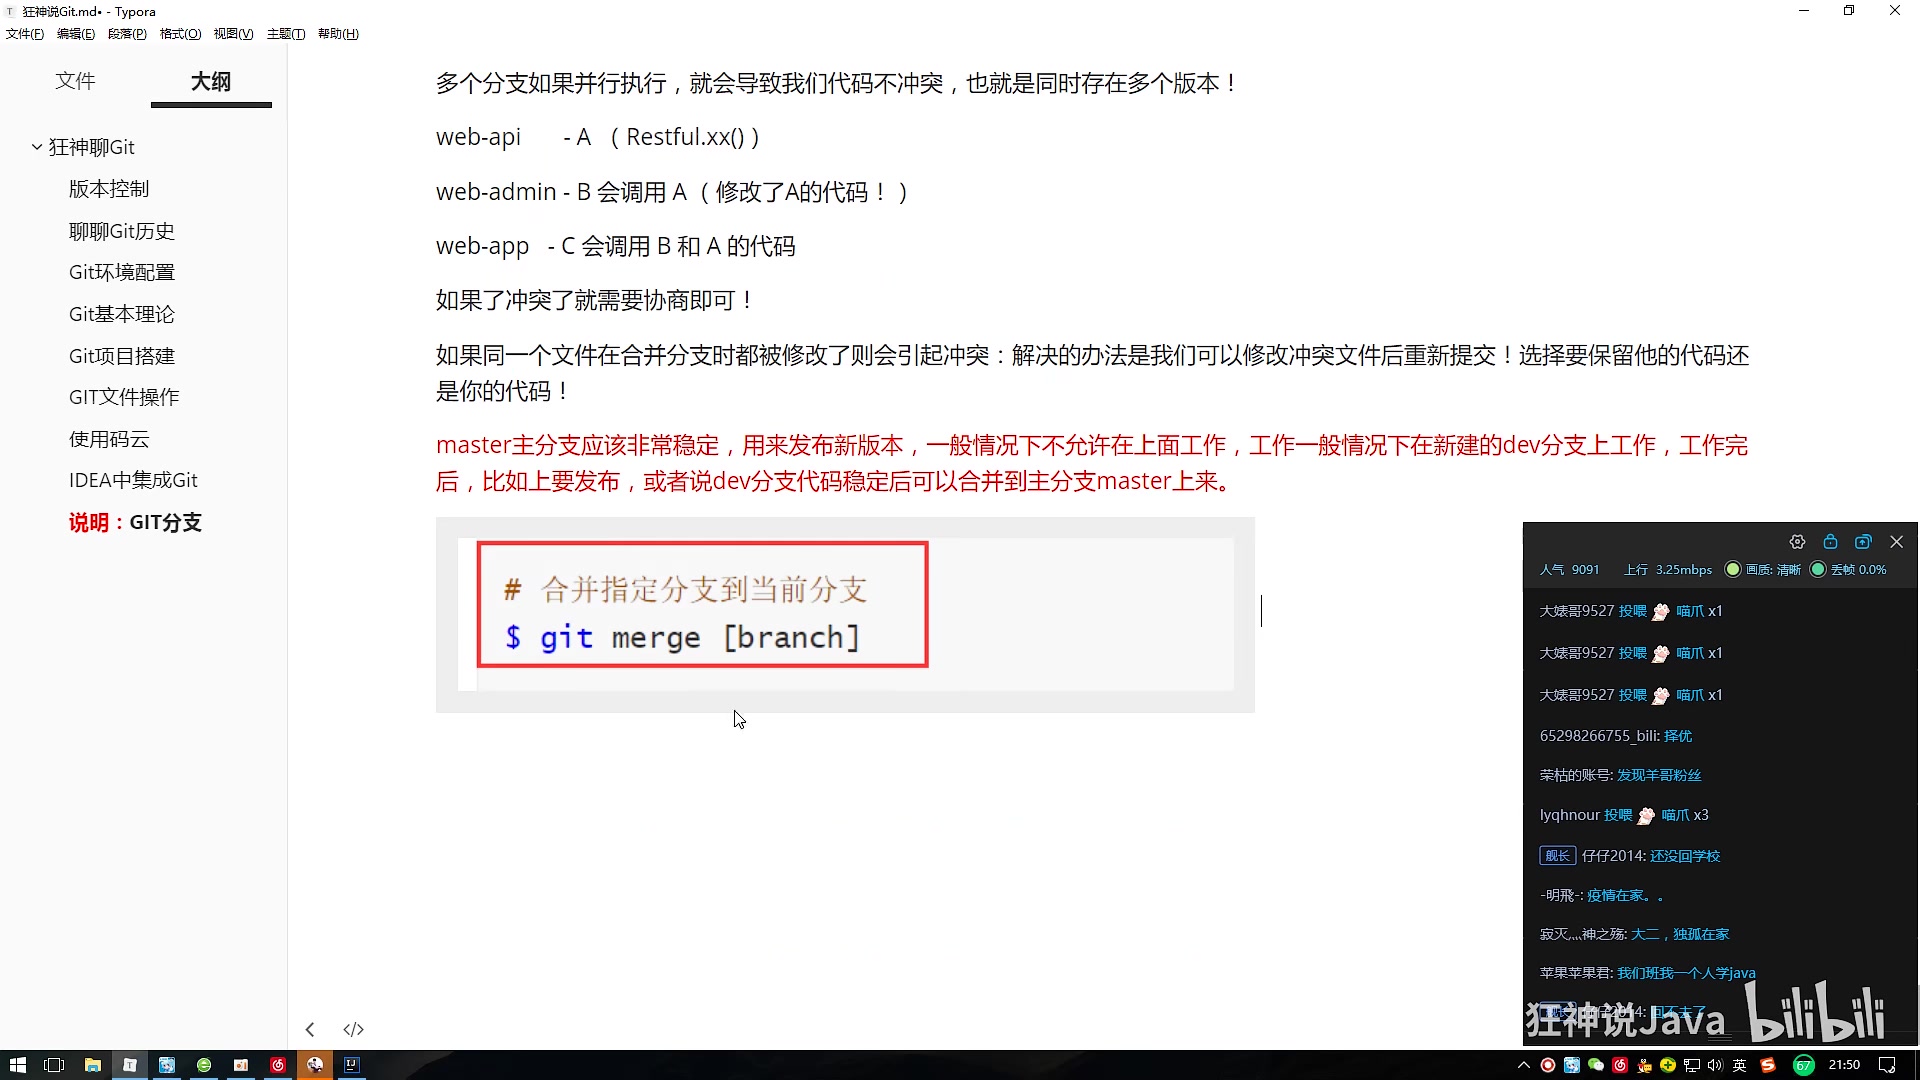 狂神说Git.md• - Typora
文件(F) 编辑(E) 段落(P) 格式(O) 视图(V) 主题(T) 帮助(H)
文件 大纲
狂神聊Git
版本控制
聊聊Git历史
Git环境配置
Git基本理论
Git项目搭建
GIT文件操作
使用码云
IDEA中集成Git
说明：GIT分支
多个分支如果并行执行，就会导致我们代码不冲突，也就是同时存在多个版本！
web-api - A （ Restful.xx() ）
web-admin - B 会调用 A （ 修改了A的代码！ ）
web-app - C 会调用 B 和 A 的代码
如果了冲突了就需要协商即可！
如果同一个文件在合并分支时都被修改了则会引起冲突：解决的办法是我们可以修改冲突文件后重新提交！选择要保留他的代码还
是你的代码！
master主分支应该非常稳定，用来发布新版本，一般情况下不允许在上面工作，工作一般情况下在新建的dev分支上工作，工作完
后，比如上要发布，或者说dev分支代码稳定后可以合并到主分支master上来。
# 合并指定分支到当前分支
$ git merge [branch]
人气 9091 上行 3.25mbps 画质: 清晰 丢帧 0.0%
大婊哥9527 投喂 喵爪 x1
大婊哥9527 投喂 喵爪 x1
大婊哥9527 投喂 喵爪 x1
65298266755_bili: 择优
荣枯的账号: 发现羊哥粉丝
lyqhnour 投喂 喵爪 x3
舰长 仔仔2014: 还没回学校
-明飛-: 疫情在家。。
寂灭灬神之殇: 大二，独孤在家
苹果苹果君: 我们班我一个人学java
舰长 仔仔2014: 回不去了
狂神说Java bilibili
英 67 21:50